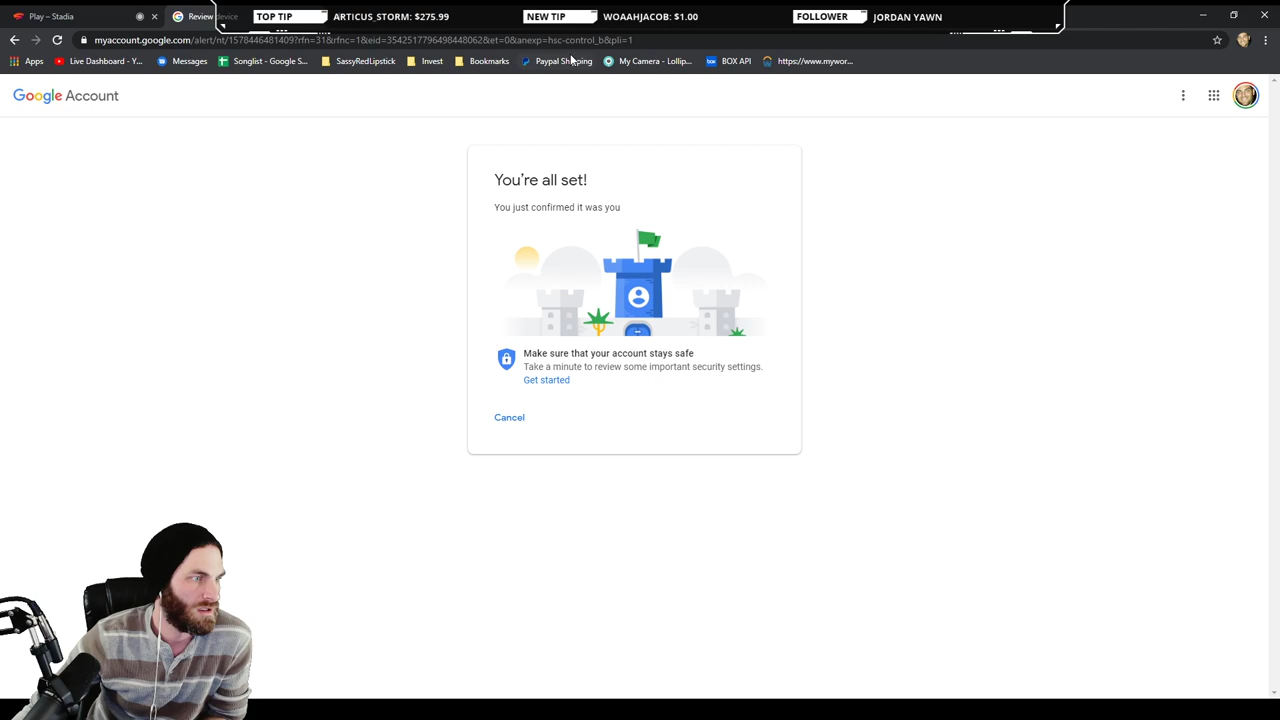 Play – Stadia
Review device
TOP TIP
ARTICUS_STORM: $275.99
NEW TIP
WOAAHJACOB: $1.00
FOLLOWER
JORDAN YAWN
myaccount.google.com/alert/nt/1578446481409?rfn=31&rfnc=1&eid=3542517796498448062&et=0&anexp=hsc-control_b&pli=1
Apps
Live Dashboard - Y...
Messages
Songlist - Google S...
SassyRedLipstick
Invest
Bookmarks
Paypal Shipping
My Camera - Lollip...
BOX API
https://www.mywor...
Google Account
You're all set!
You just confirmed it was you
Make sure that your account stays safe
Take a minute to review some important security settings.
Get started
Cancel